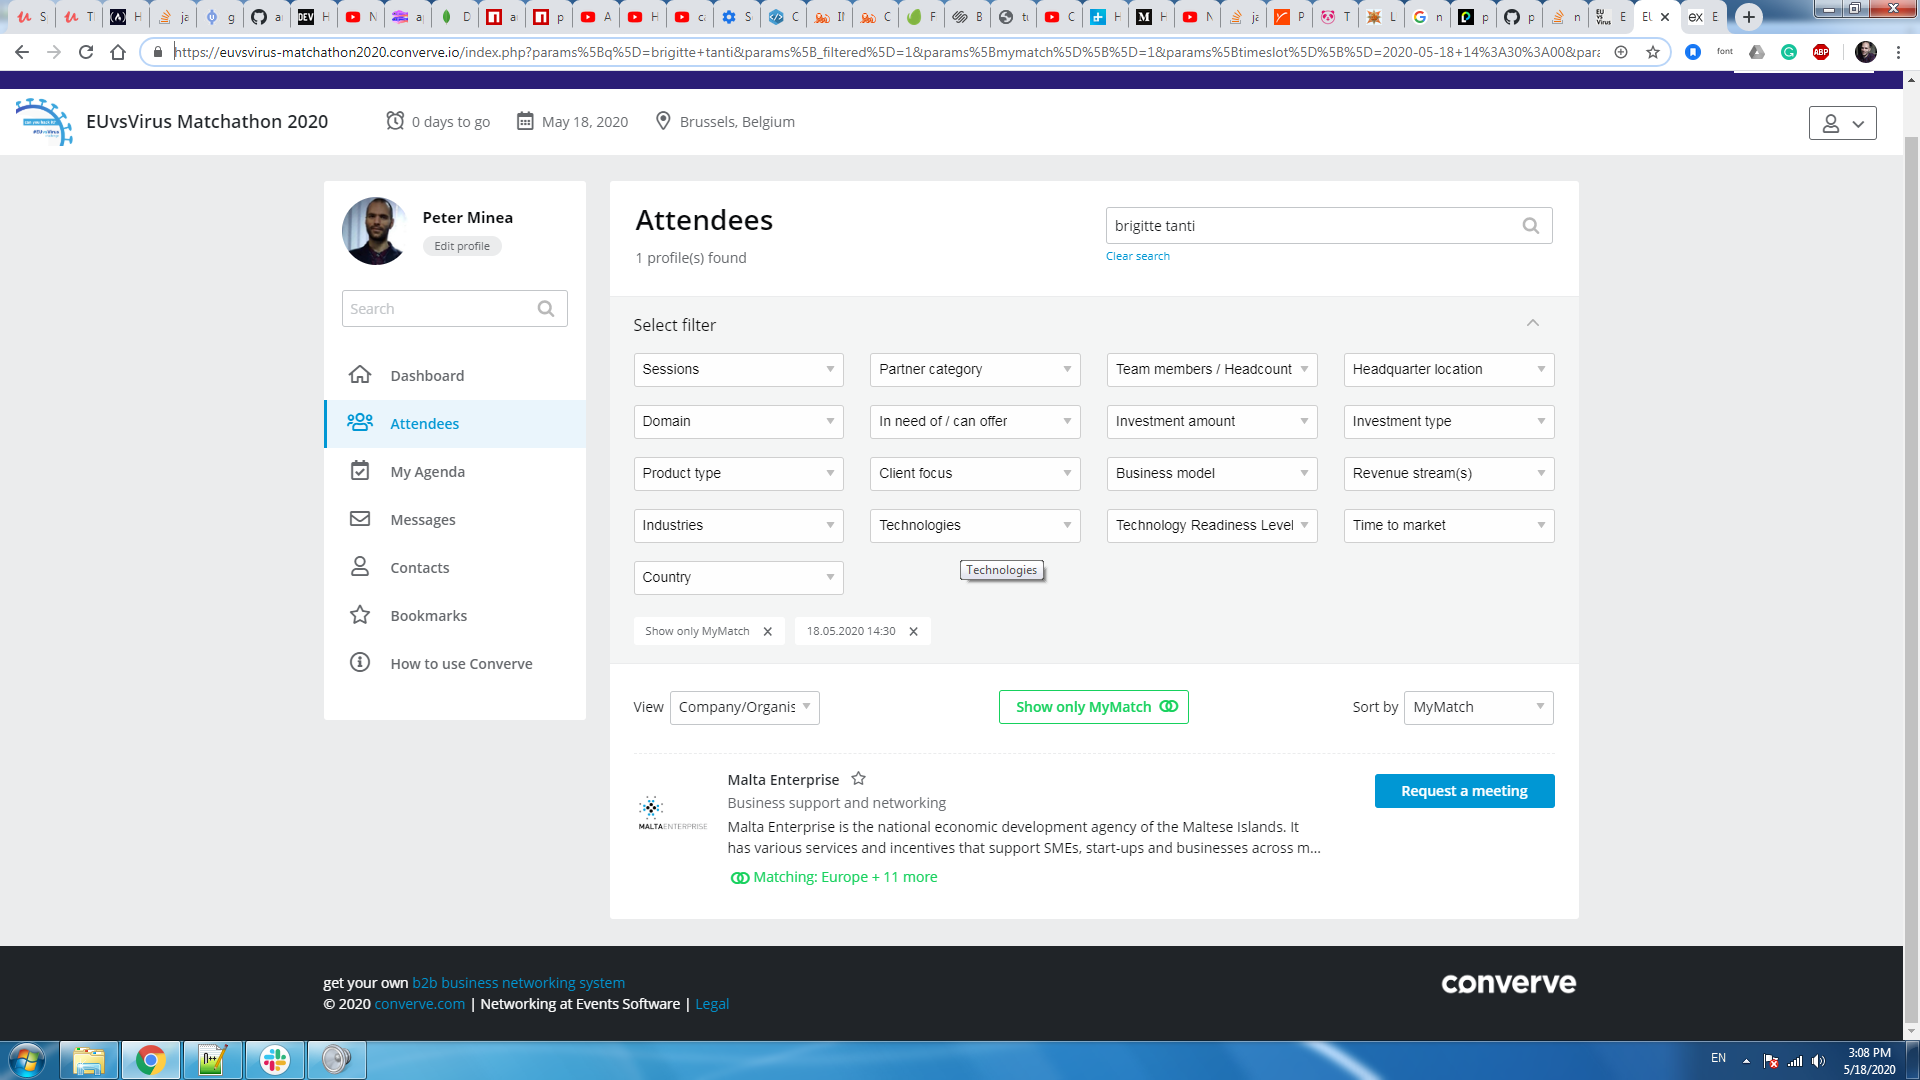 https://euvsvirus-matchathon2020.converve.io/index.php?params%5Bq%5D=brigitte+tanti&params%5B_filtered%5D=1&params%5Bmymatch%5D%5B%5D=1&params%5Btimeslot%5D%5B%5D=2020-05-18+14%3A30%3A00&para
font
ABP
EUvsVirus Matchathon 2020
0 days to go
May 18, 2020
Brussels, Belgium
Peter Minea
Edit profile
Search
Dashboard
Attendees
My Agenda
Messages
Contacts
Bookmarks
How to use Converve
Attendees
1 profile(s) found
brigitte tanti
Clear search
Select filter
Sessions
Partner category
Team members / Headcount
Headquarter location
Domain
In need of / can offer
Investment amount
Investment type
Product type
Client focus
Business model
Revenue stream(s)
Industries
Technologies
Technology Readiness Level
Time to market
Technologies
Country
Show only MyMatch
18.05.2020 14:30
View
Company/Organis
Show only MyMatch
Sort by
MyMatch
MALTAENTERPRISE
Malta Enterprise
Business support and networking
Malta Enterprise is the national economic development agency of the Maltese Islands. It
has various services and incentives that support SMEs, start-ups and businesses across m...
Matching: Europe + 11 more
Request a meeting
get your own b2b business networking system
© 2020 converve.com | Networking at Events Software | Legal
converve
EN
3:08 PM
5/18/2020